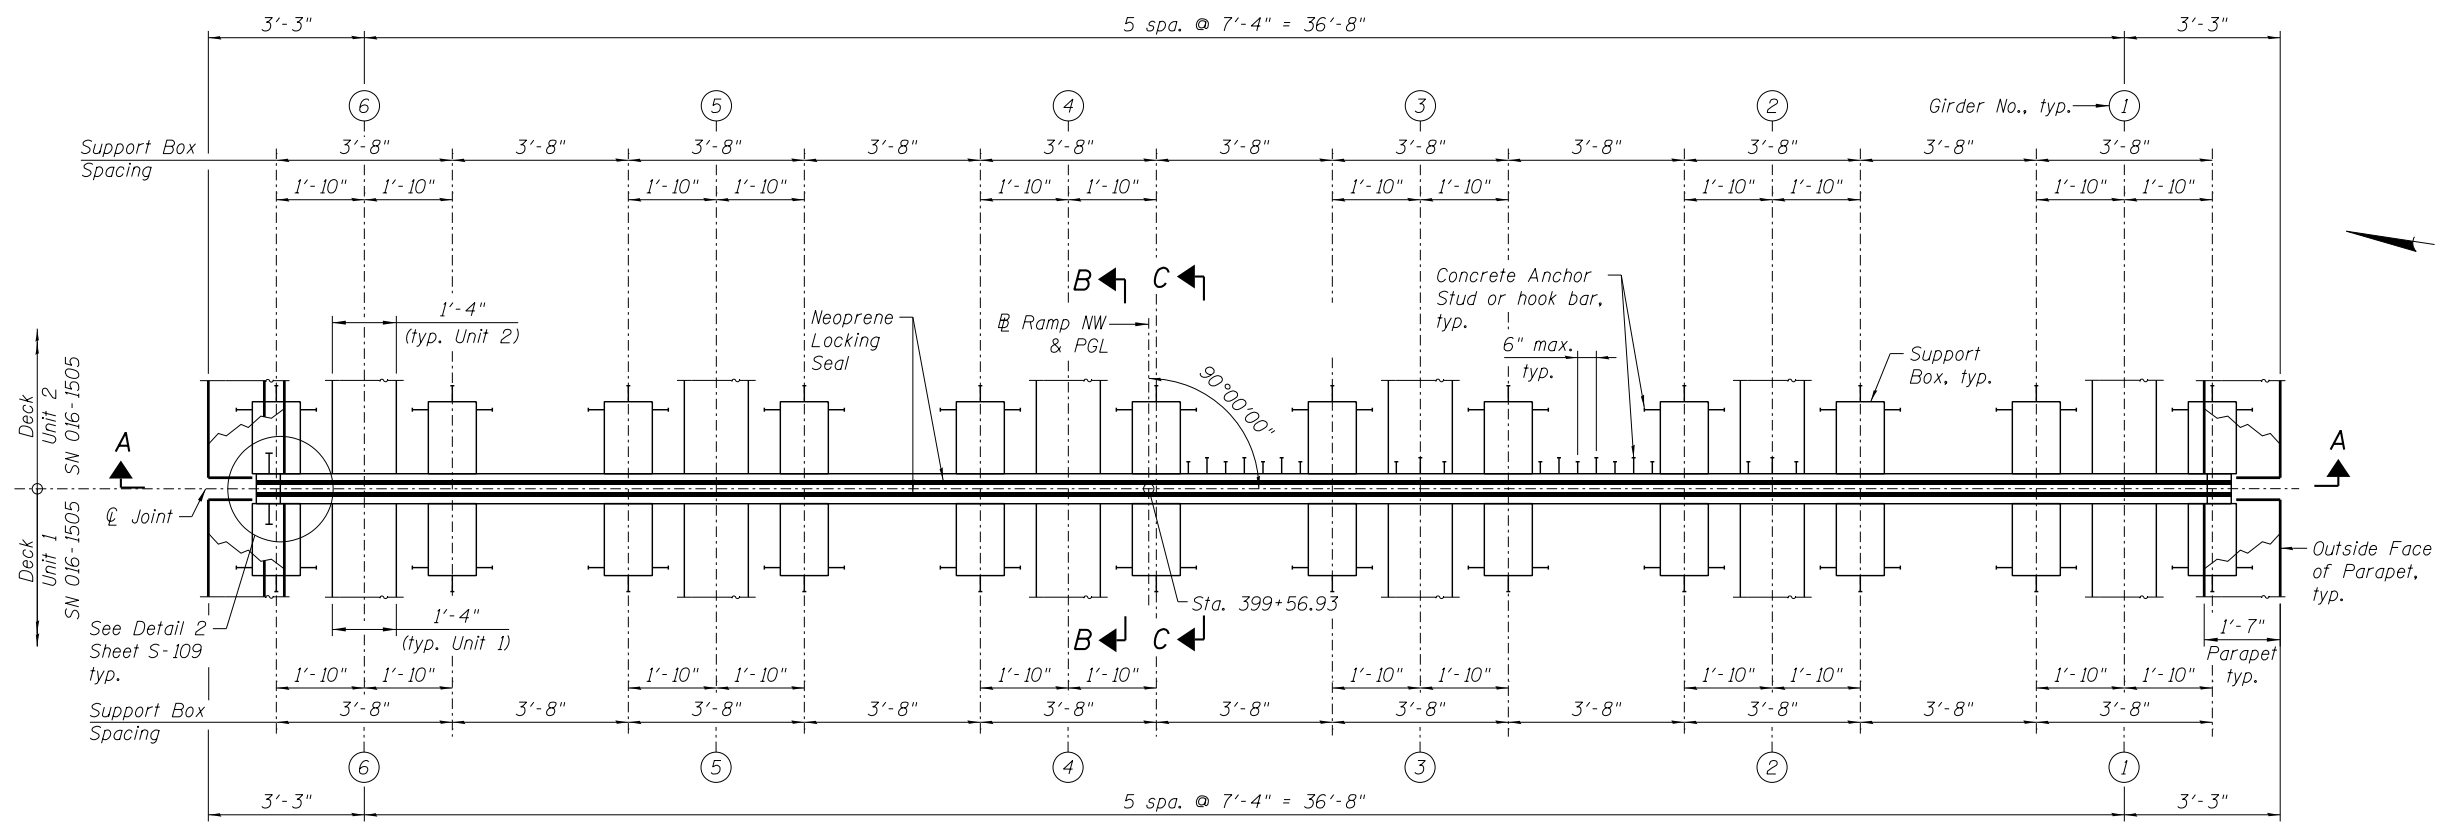 3'-3" 5 spa. @ 7'-4" = 36'-8" 3'-3"
6 5 4 3 2 Girder No., typ. 1
Support Box
Spacing
3'-8" 3'-8" 3'-8" 3'-8" 3'-8" 3'-8" 3'-8" 3'-8" 3'-8" 3'-8" 3'-8"
1'-10" 1'-10" 1'-10" 1'-10" 1'-10" 1'-10" 1'-10" 1'-10" 1'-10" 1'-10" 1'-10" 1'-10"
B C
Concrete Anchor
Stud or hook bar,
typ.
1'-4"
(typ. Unit 2)
Neoprene
Locking
Seal
℄ Ramp NW
& PGL
6" max.
typ.
Support
Box, typ.
90°00'00"
Deck
Unit 2
SN 016-1505
A A
℄ Joint
Deck
Unit 1
SN 016-1505
Outside Face
of Parapet,
typ.
Sta. 399+56.93
1'-4"
(typ. Unit 1)
See Detail 2
Sheet S-109
typ.
B C
1'-7"
Parapet
typ.
1'-10" 1'-10" 1'-10" 1'-10" 1'-10" 1'-10" 1'-10" 1'-10" 1'-10" 1'-10" 1'-10" 1'-10"
Support Box
Spacing
3'-8" 3'-8" 3'-8" 3'-8" 3'-8" 3'-8" 3'-8" 3'-8" 3'-8" 3'-8" 3'-8"
6 5 4 3 2 1
3'-3" 5 spa. @ 7'-4" = 36'-8" 3'-3"